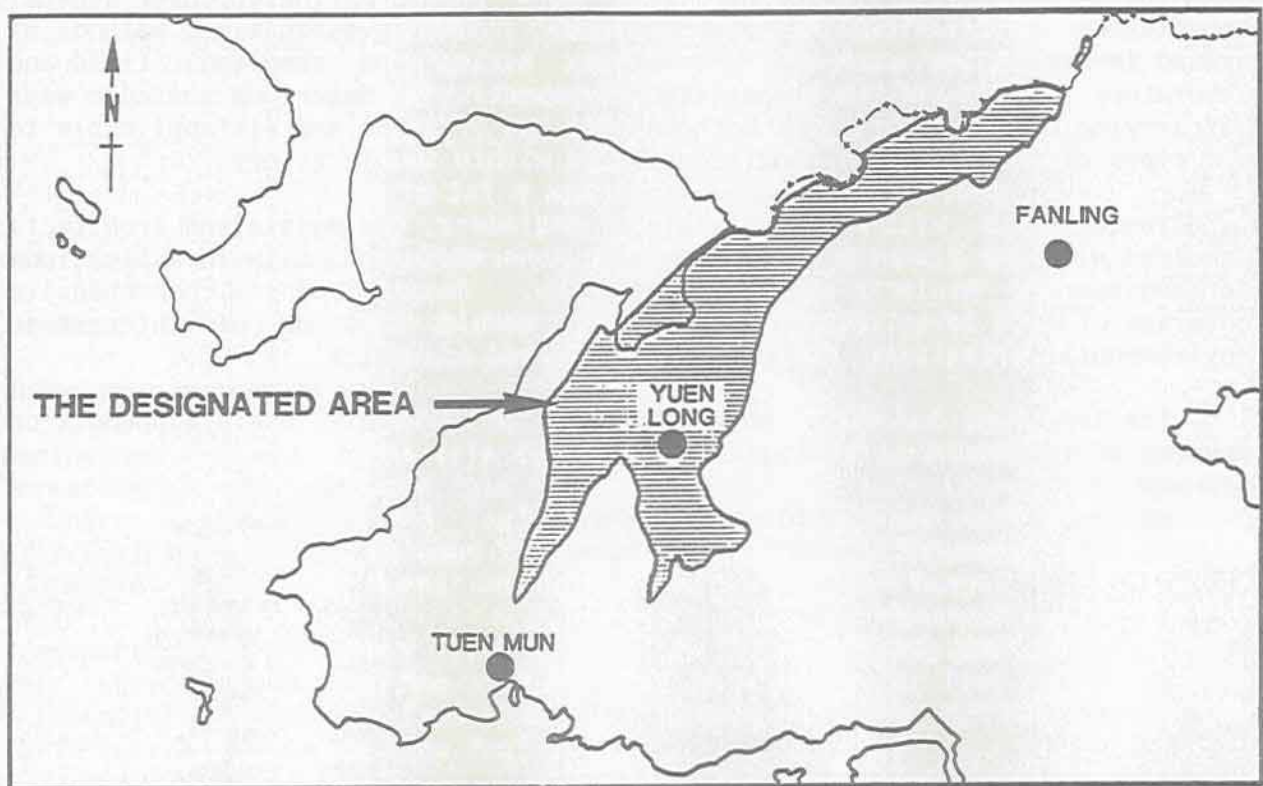 N
FANLING
THE DESIGNATED AREA
YUEN
LONG
TUEN MUN